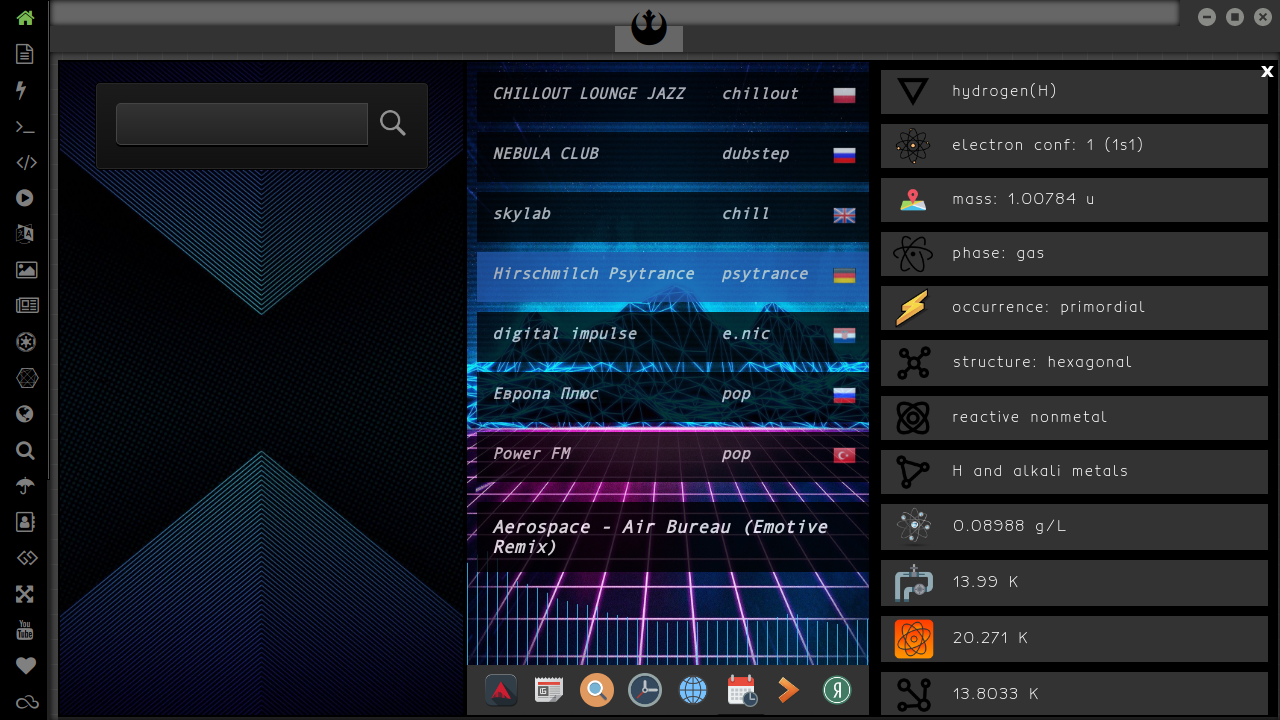 CHILLOUT LOUNGE JAZZ chillout
NEBULA CLUB dubstep
skylab chill
Hirschmilch Psytrance psytrance
digital impulse e.nic
Европа Плюс pop
Power FM pop
Aerospace - Air Bureau (Emotive
Remix)
x
hydrogen(H)
electron conf: 1 (1s1)
mass: 1.00784 u
phase: gas
occurrence: primordial
structure: hexagonal
reactive nonmetal
H and alkali metals
0.08988 g/L
13.99 K
20.271 K
13.8033 K
You
Tube
Я